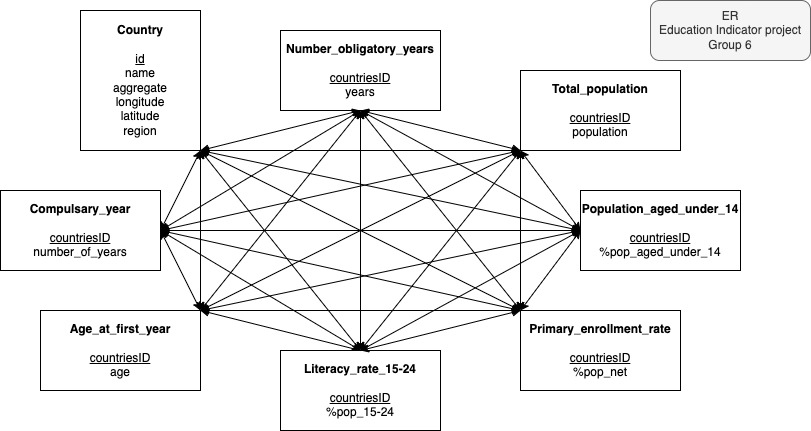 ER
Education Indicator project
Group 6
Country
id
name
aggregate
longitude
latitude
region
Number_obligatory_years
countriesID
years
Total_population
countriesID
population
Compulsary_year
countriesID
number_of_years
Population_aged_under_14
countriesID
%pop_aged_under_14
Age_at_first_year
countriesID
age
Literacy_rate_15-24
countriesID
%pop_15-24
Primary_enrollment_rate
countriesID
%pop_net